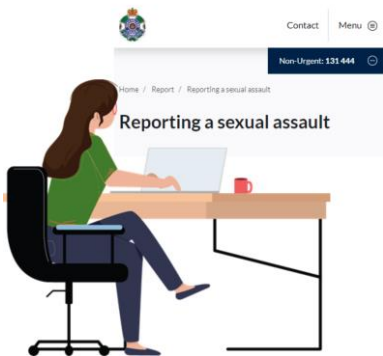 Contact Menu
Non-Urgent: 131 444
Home / Report / Reporting a sexual assault
Reporting a sexual assault